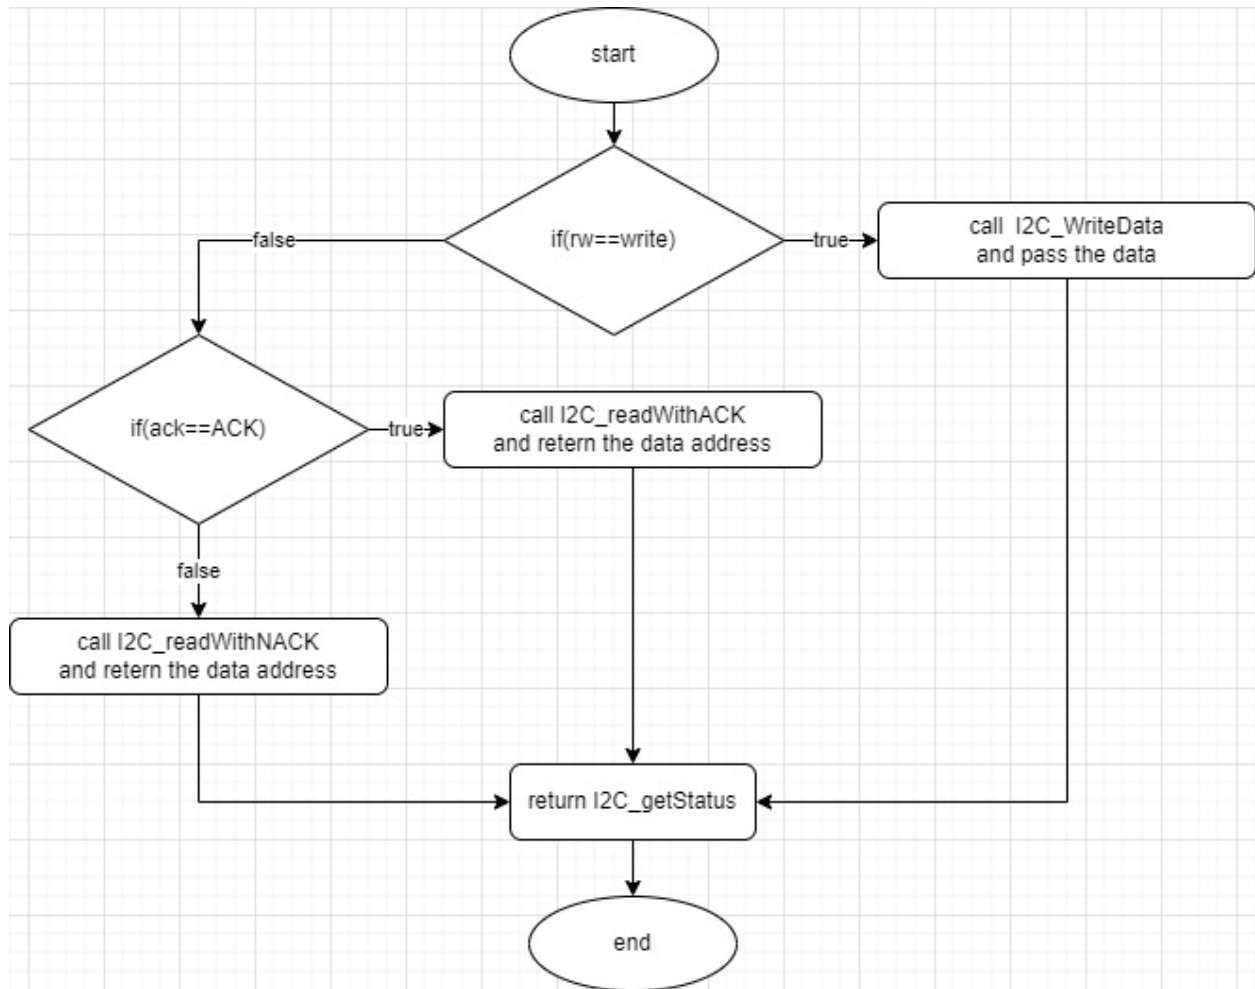 start
if(rw==write)
false
true
call  I2C_WriteData
and pass the data
if(ack==ACK)
true
call I2C_readWithACK
and retern the data address
false
call I2C_readWithNACK
and retern the data address
return I2C_getStatus
end